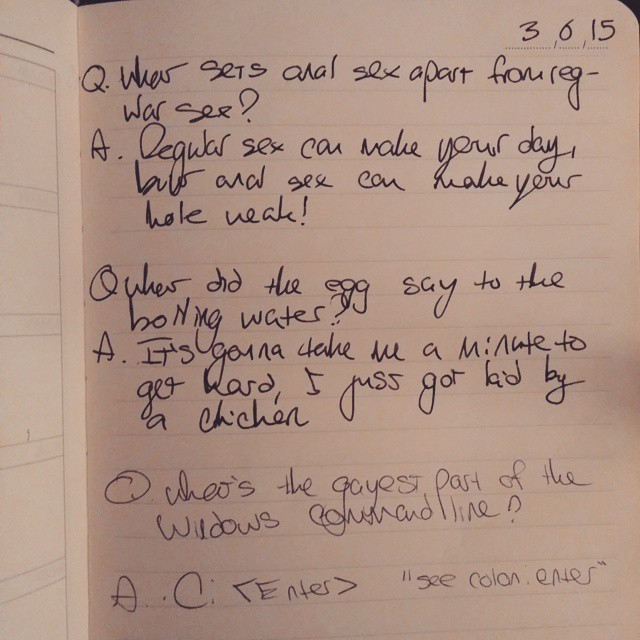 3 6 15
Q. What sets anal sex apart from reg-
ular sex?
A. Regular sex can make your day,
but anal sex can make your
hole weak!
Q what did the egg say to the
boiling water?
A. It's gonna take me a minute to
get hard, I just got laid by
a chicken
Q what's the gayest part of the
Windows command line?
A. C: <Enter> "see colon: enter"